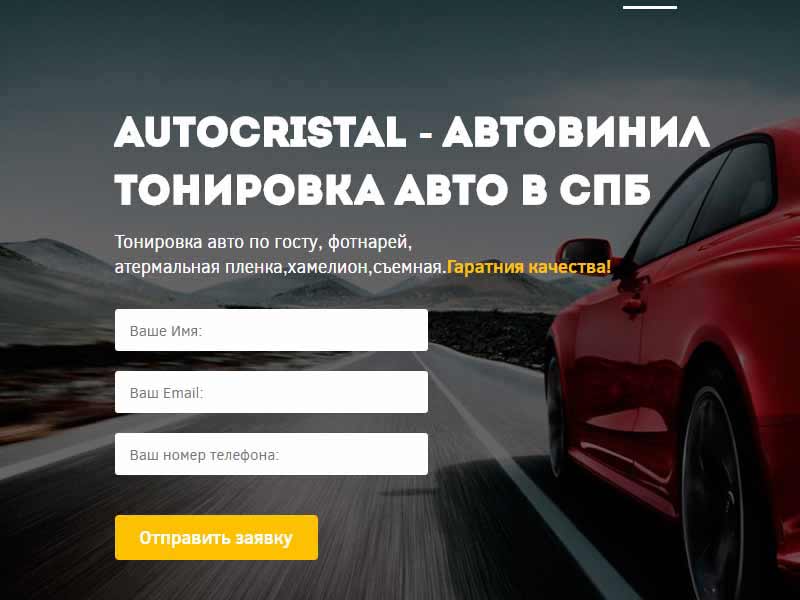 AUTOCRISTAL - АВТОВИНИЛ
ТОНИРОВКА АВТО В СПБ
Тонировка авто по госту, фотнарей,
атермальная пленка,хамелион,съемная.Гаратния качества!
Ваше Имя:
Ваш Email:
Ваш номер телефона:
Отправить заявку